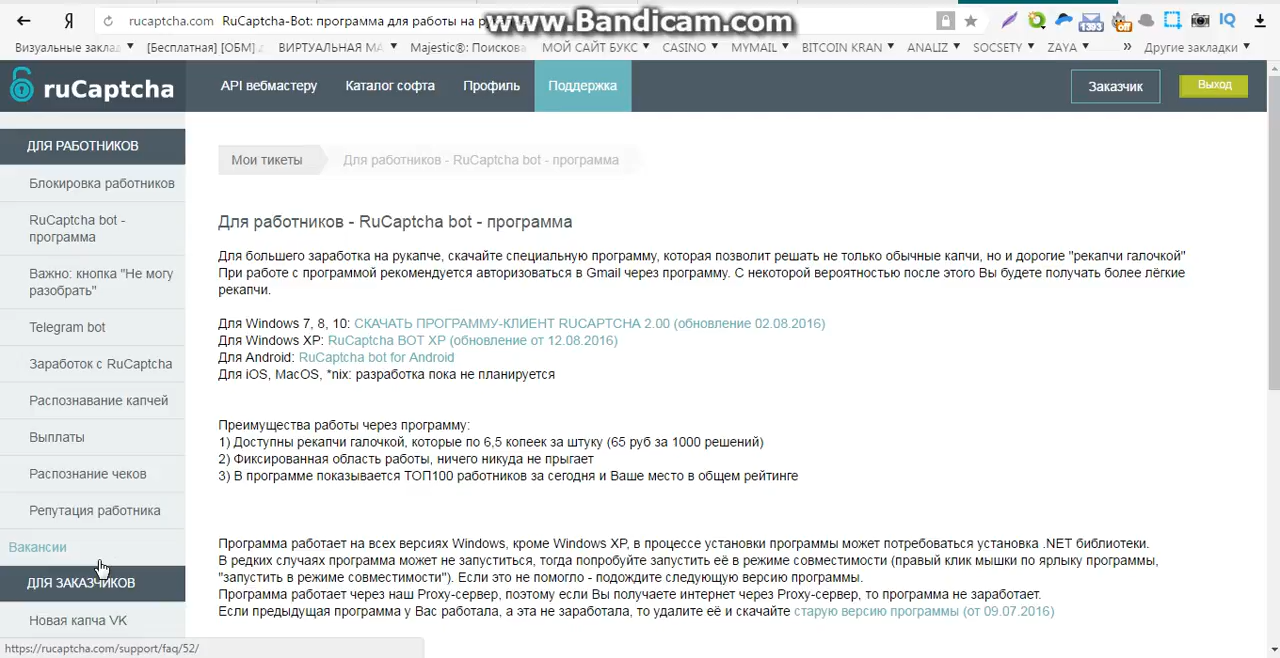 rucaptcha.com RuCaptcha-Bot: программа для работы на
www.Bandicam.com
1393
off
IQ
Визуальные заклад
[Бесплатная] [ОБМ]
ВИРТУАЛЬНАЯ МА
Majestic®: Поискова
МОЙ САЙТ БУКС
CASINO
MYMAIL
BITCOIN KRAN
ANALIZ
SOCSETY
ZAYA
» Другие закладки
ruCaptcha
API вебмастеру
Каталог софта
Профиль
Поддержка
Заказчик
Выход
ДЛЯ РАБОТНИКОВ
Блокировка работников
RuCaptcha bot -
программа
Важно: кнопка "Не могу
разобрать"
Telegram bot
Заработок с RuCaptcha
Распознавание капчей
Выплаты
Распознание чеков
Репутация работника
Вакансии
ДЛЯ ЗАКАЗЧИКОВ
Новая капча VK
Мои тикеты
Для работников - RuCaptcha bot - программа
Для работников - RuCaptcha bot - программа
Для большего заработка на рукапче, скачайте специальную программу, которая позволит решать не только обычные капчи, но и дорогие "рекапчи галочкой"
При работе с программой рекомендуется авторизоваться в Gmail через программу. С некоторой вероятностью после этого Вы будете получать более лёгкие
рекапчи.
Для Windows 7, 8, 10: СКАЧАТЬ ПРОГРАММУ-КЛИЕНТ RUCAPTCHA 2.00 (обновление 02.08.2016)
Для Windows XP: RuCaptcha BOT XP (обновление от 12.08.2016)
Для Android: RuCaptcha bot for Android
Для iOS, MacOS, *nix: разработка пока не планируется
Преимущества работы через программу:
1) Доступны рекапчи галочкой, которые по 6,5 копеек за штуку (65 руб за 1000 решений)
2) Фиксированная область работы, ничего никуда не прыгает
3) В программе показывается ТОП100 работников за сегодня и Ваше место в общем рейтинге
Программа работает на всех версиях Windows, кроме Windows XP, в процессе установки программы может потребоваться установка .NET библиотеки.
В редких случаях программа может не запуститься, тогда попробуйте запустить её в режиме совместимости (правый клик мышки по ярлыку программы,
"запустить в режиме совместимости"). Если это не помогло - подождите следующую версию программы.
Программа работает через наш Proxy-сервер, поэтому если Вы получаете интернет через Proxy-сервер, то программа не заработает.
Если предыдущая программа у Вас работала, а эта не заработала, то удалите её и скачайте старую версию программы (от 09.07.2016)
https://rucaptcha.com/support/faq/52/